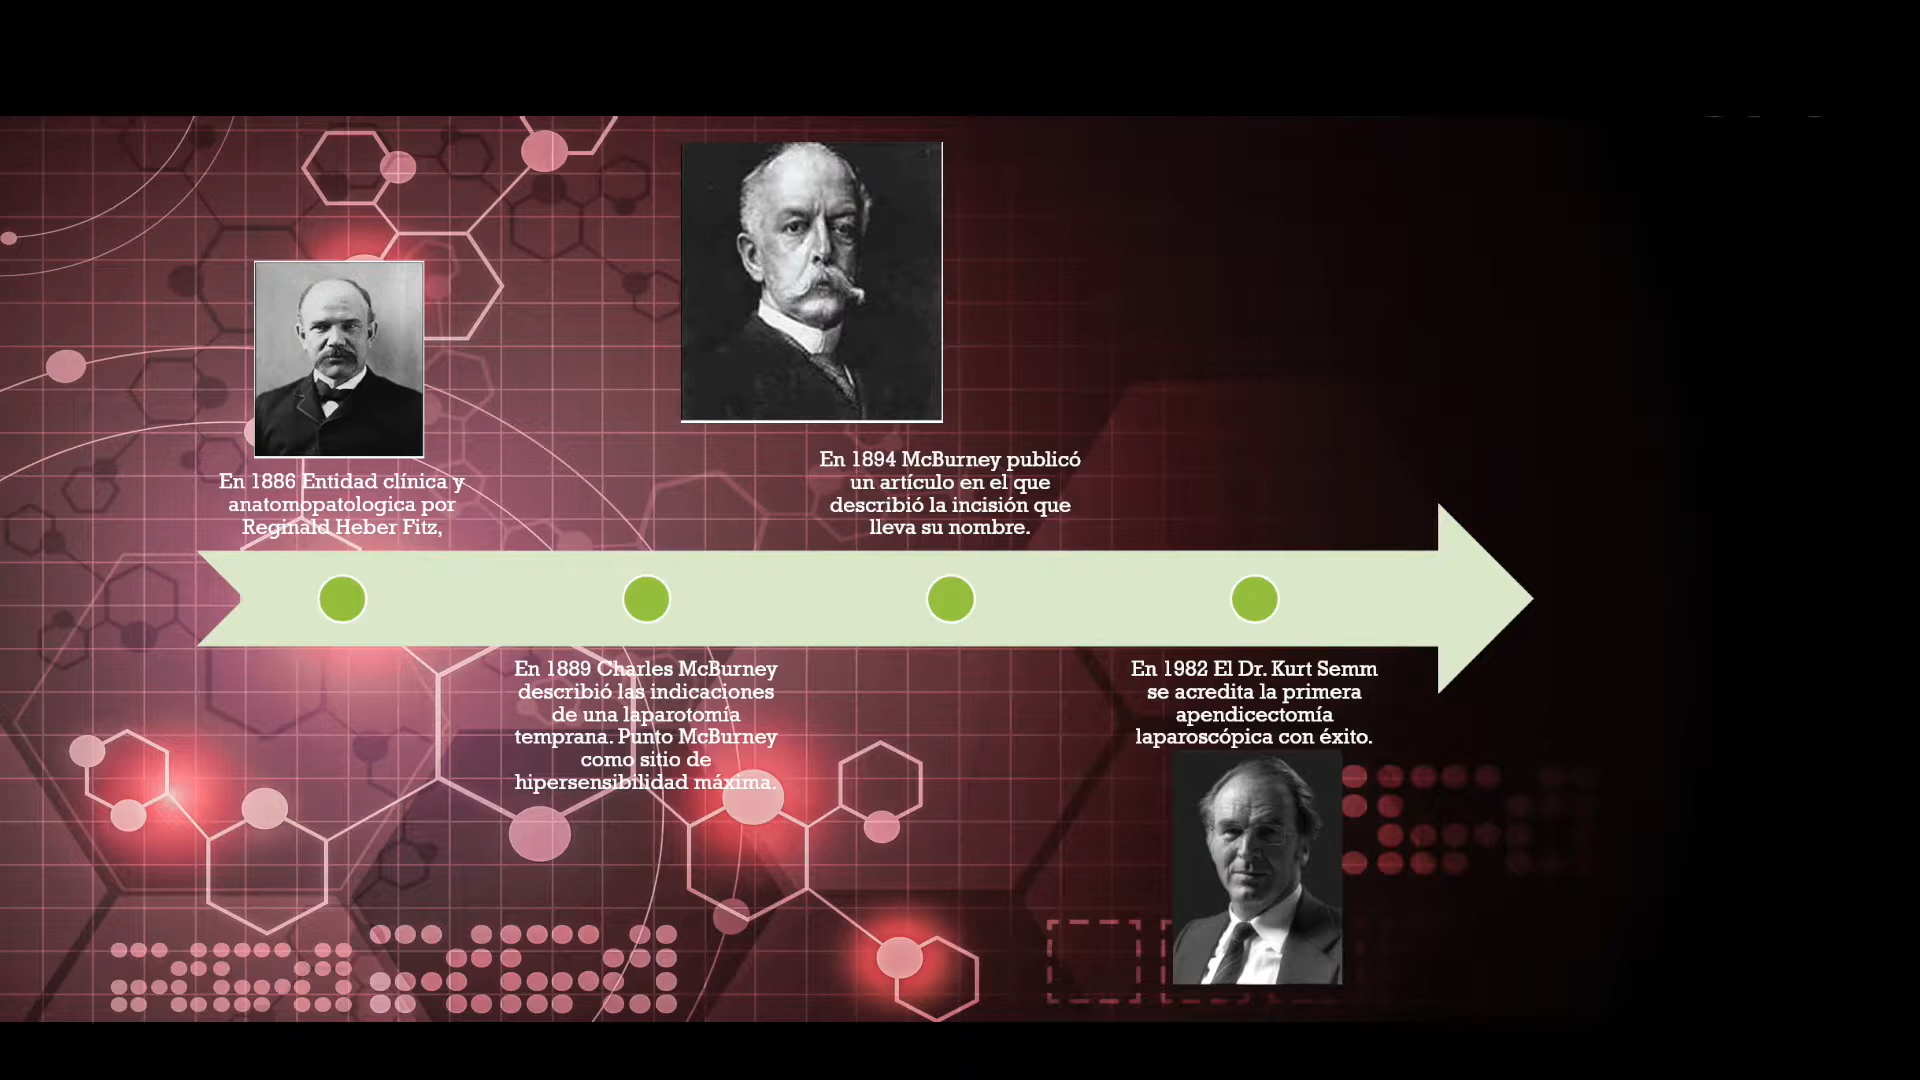 En 1886 Entidad clínica y
anatomopatologica por
Reginald Heber Fitz,
En 1889 Charles McBurney
describió las indicaciones
de una laparotomía
temprana. Punto McBurney
como sitio de
hipersensibilidad máxima.
En 1894 McBurney publicó
un artículo en el que
describió la incisión que
lleva su nombre.
En 1982 El Dr. Kurt Semm
se acredita la primera
apendicectomía
laparoscópica con éxito.